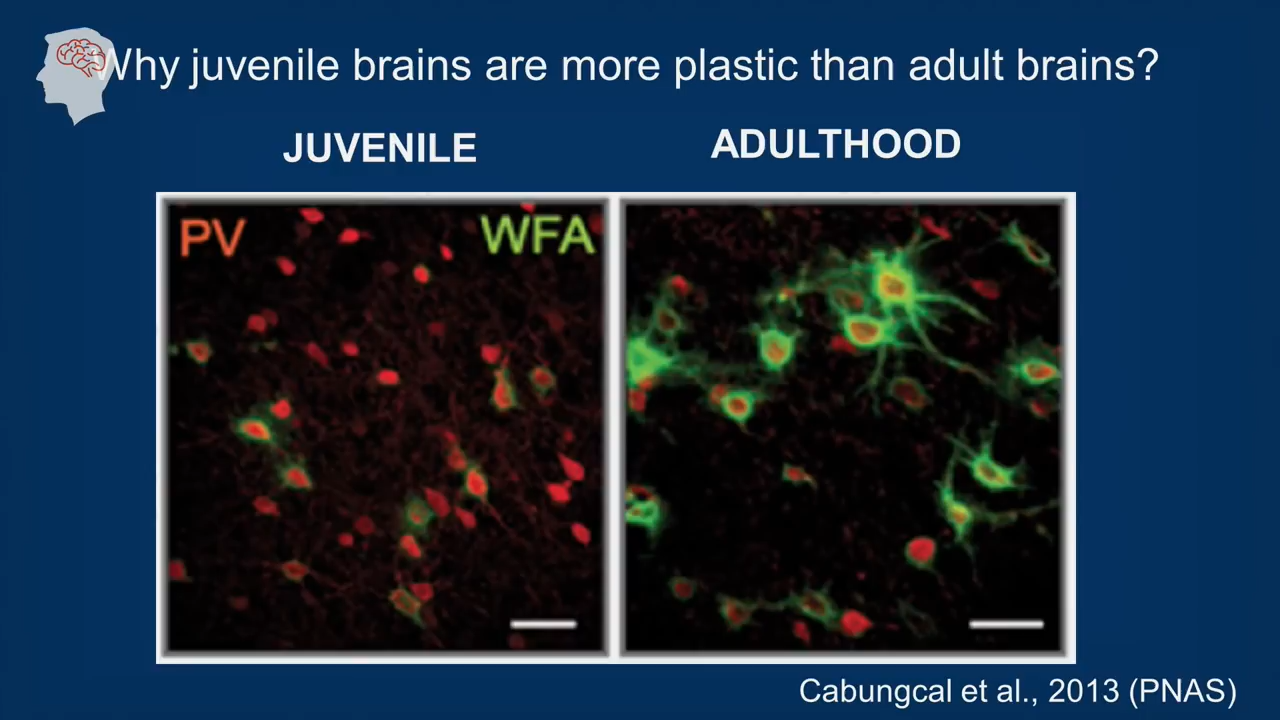 Why juvenile brains are more plastic than adult brains?
JUVENILE
ADULTHOOD
PV
WFA
Cabungcal et al., 2013 (PNAS)